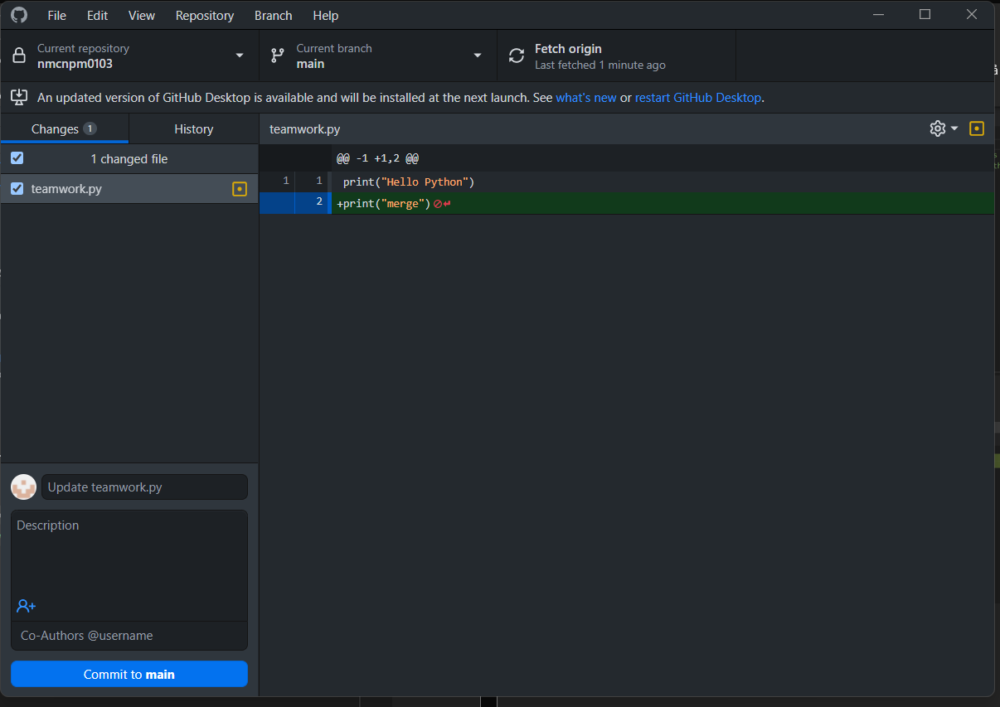 File Edit View Repository Branch Help
Current repository
nmcnpm0103
Current branch
main
Fetch origin
Last fetched 1 minute ago
An updated version of GitHub Desktop is available and will be installed at the next launch. See what's new or restart GitHub Desktop.
Changes 1 History
teamwork.py
1 changed file
teamwork.py
@@ -1 +1,2 @@
1 1 print("Hello Python")
2 +print("merge")
Update teamwork.py
Description
Co-Authors @username
Commit to main